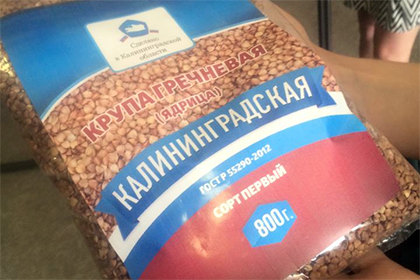 Сделано
в Калининградской
области
КРУПА ГРЕЧНЕВАЯ
(ЯДРИЦА)
КАЛИНИНГРАДСКАЯ
ГОСТ Р 55290-2012
СОРТ ПЕРВЫЙ
800г.